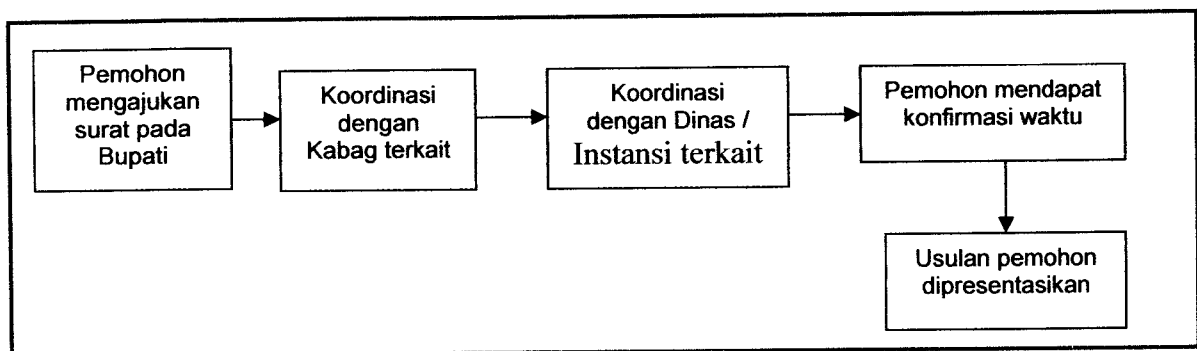 Pemohon
mengajukan
surat pada
Bupati
Koordinasi
dengan
Kabag terkait
Koordinasi
dengan Dinas /
Instansi terkait
Pemohon mendapat
konfirmasi waktu
Usulan pemohon
dipresentasikan